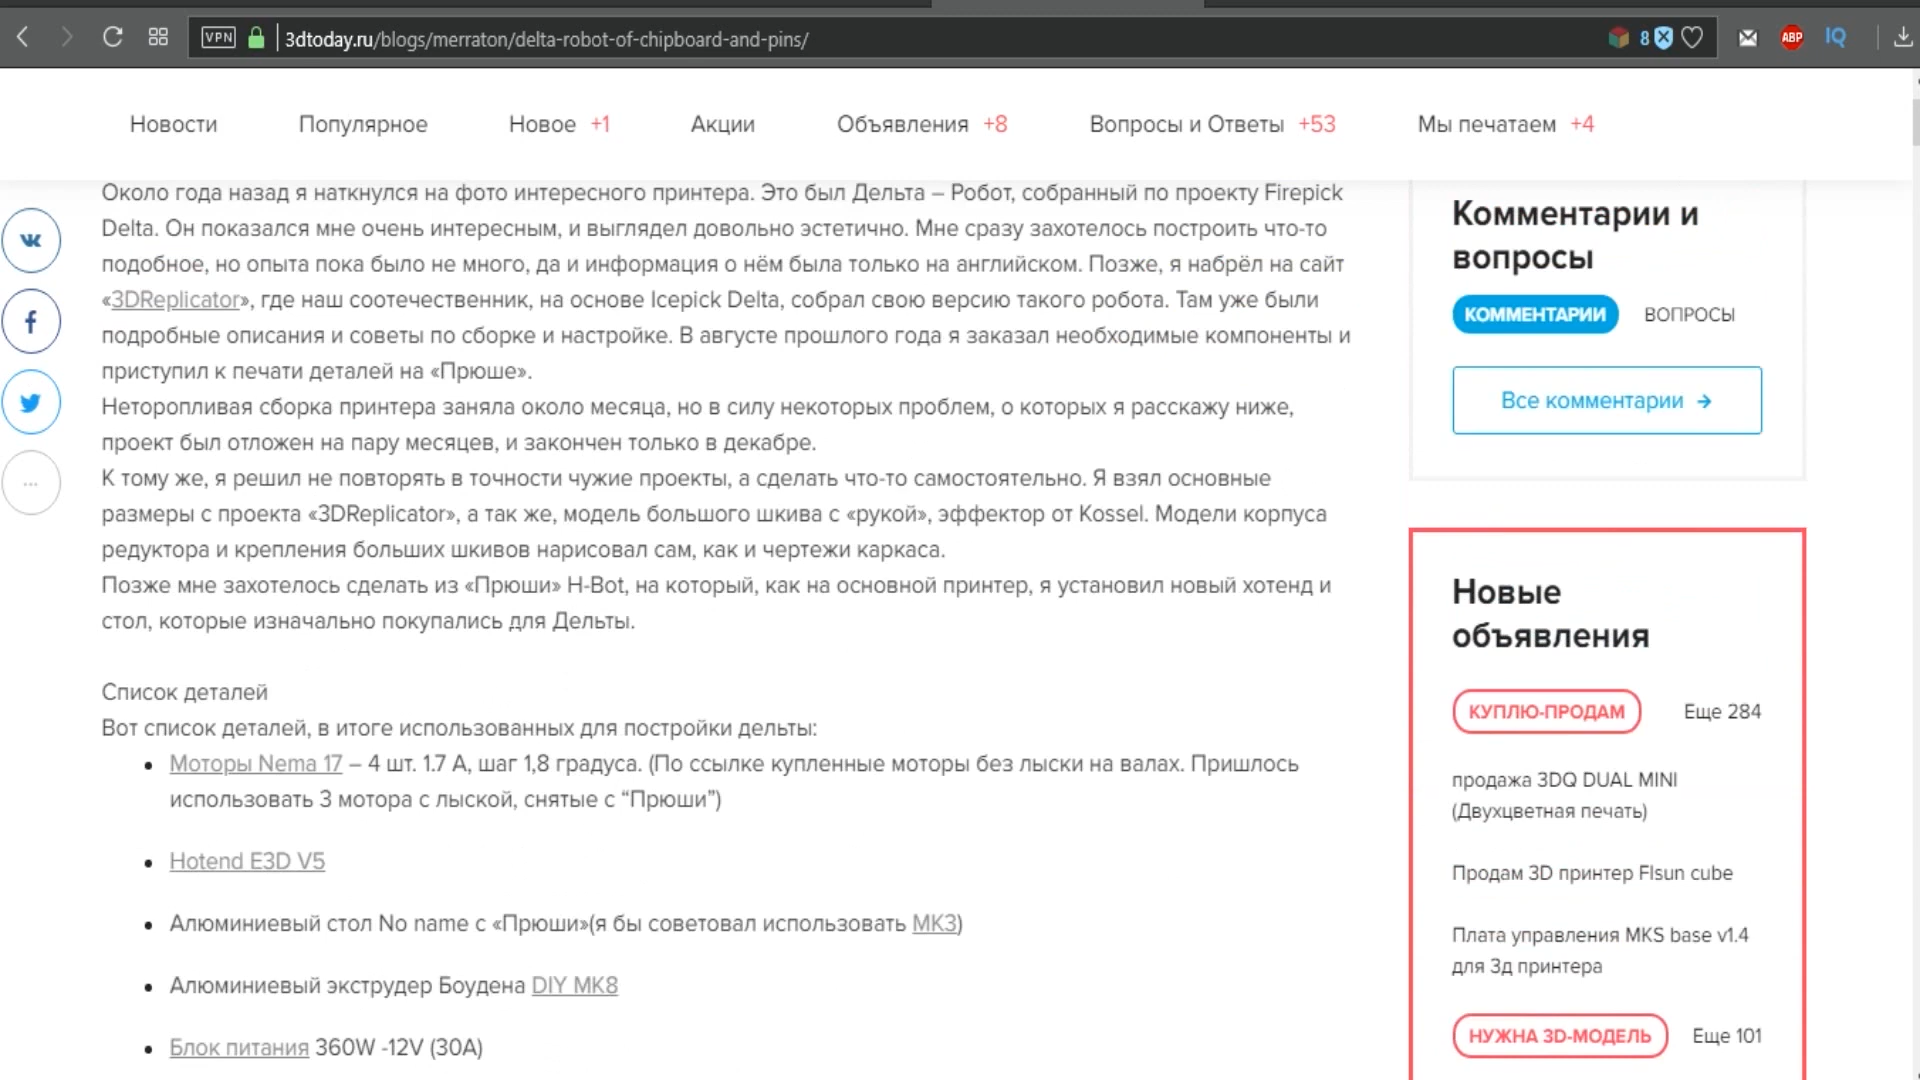 VPN
3dtoday.ru/blogs/merraton/delta-robot-of-chipboard-and-pins/
8
ABP
IQ
Новости
Популярное
Новое +1
Акции
Объявления +8
Вопросы и Ответы +53
Мы печатаем +4
Около года назад я наткнулся на фото интересного принтера. Это был Дельта – Робот, собранный по проекту Firepick
Delta. Он показался мне очень интересным, и выглядел довольно эстетично. Мне сразу захотелось построить что-то
подобное, но опыта пока было не много, да и информация о нём была только на английском. Позже, я набрёл на сайт
«3DReplicator», где наш соотечественник, на основе Icepick Delta, собрал свою версию такого робота. Там уже были
подробные описания и советы по сборке и настройке. В августе прошлого года я заказал необходимые компоненты и
приступил к печати деталей на «Прюше».
Неторопливая сборка принтера заняла около месяца, но в силу некоторых проблем, о которых я расскажу ниже,
проект был отложен на пару месяцев, и закончен только в декабре.
К тому же, я решил не повторять в точности чужие проекты, а сделать что-то самостоятельно. Я взял основные
размеры с проекта «3DReplicator», а так же, модель большого шкива с «рукой», эффектор от Kossel. Модели корпуса
редуктора и крепления больших шкивов нарисовал сам, как и чертежи каркаса.
Позже мне захотелось сделать из «Прюши» H-Bot, на который, как на основной принтер, я установил новый хотенд и
стол, которые изначально покупались для Дельты.
Список деталей
Вот список деталей, в итоге использованных для постройки дельты:
• Моторы Nema 17 – 4 шт. 1.7 А, шаг 1,8 градуса. (По ссылке купленные моторы без лыски на валах. Пришлось
использовать 3 мотора с лыской, снятые с “Прюши”)
• Hotend E3D V5
• Алюминиевый стол No name с «Прюши»(я бы советовал использовать МК3)
• Алюминиевый экструдер Боудена DIY MK8
• Блок питания 360W -12V (30A)
Комментарии и
вопросы
КОММЕНТАРИИ
ВОПРОСЫ
Все комментарии →
Новые
объявления
КУПЛЮ-ПРОДАМ
Еще 284
продажа 3DQ DUAL MINI
(Двухцветная печать)
Продам 3D принтер Flsun cube
Плата управления MKS base v1.4
для 3д принтера
НУЖНА 3D-МОДЕЛЬ
Еще 101